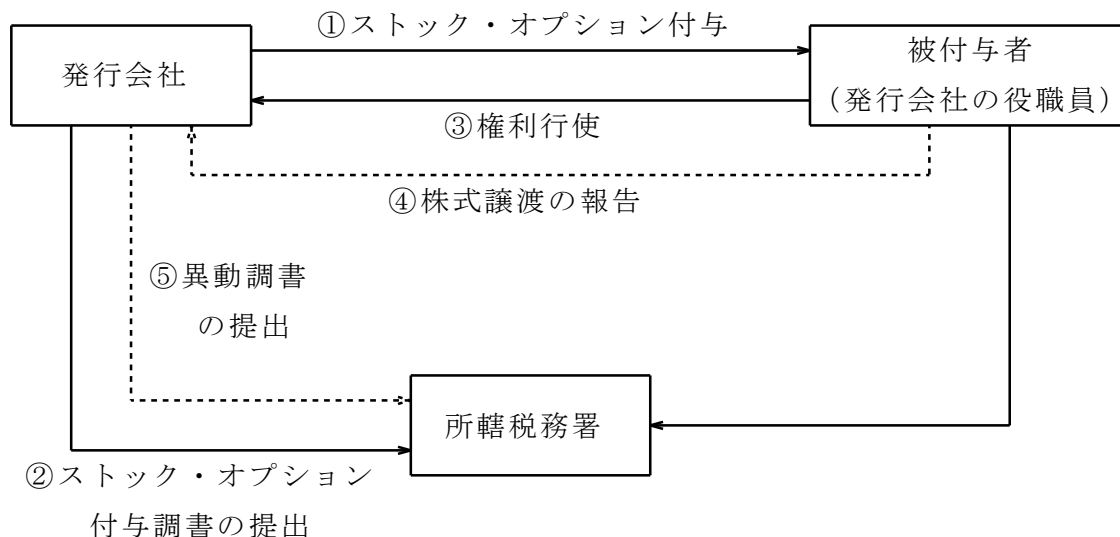 ①ストック・オプション付与
発行会社
被付与者
（発行会社の役職員）
③権利行使
④株式譲渡の報告
⑤異動調書
の提出
所轄税務署
②ストック・オプション
付与調書の提出